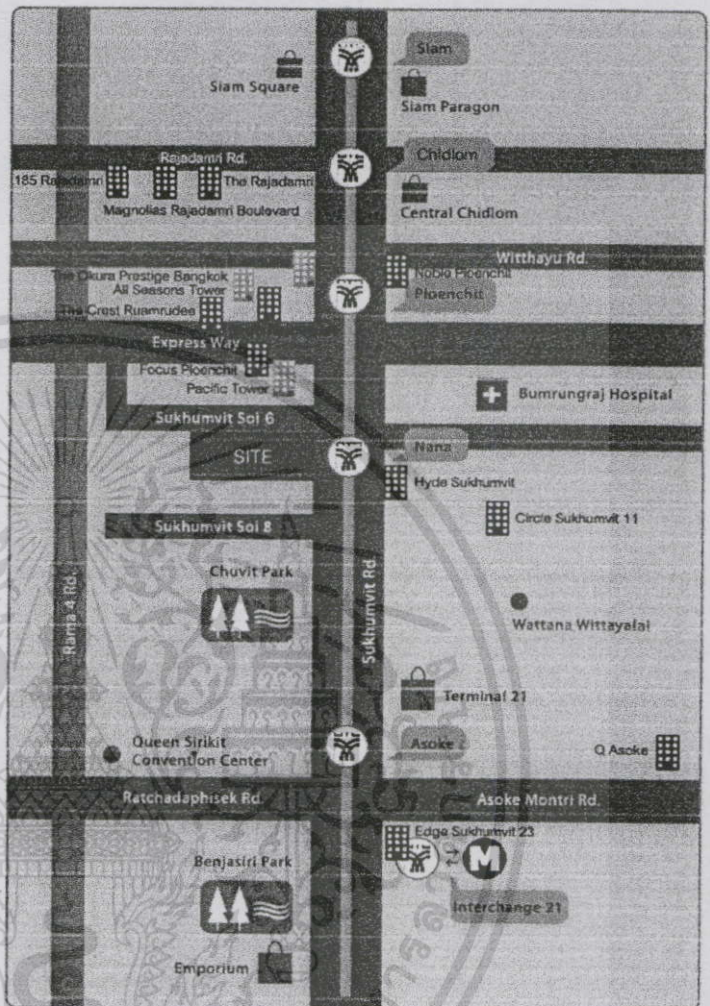 Siam
Siam Square
Siam Paragon
Rajadamri Rd.
Chidlom
185 Rajadamri
The Rajadamri
Magnolias Rajadamri Boulevard
Central Chidlom
Witthayu Rd.
The Okura Prestige Bangkok
Noble Ploenchit
All Seasons Tower
Ploenchit
The Crest Ruamrudee
Express Way
Focus Ploenchit
Pacific Tower
Bumrungraj Hospital
Sukhumvit Soi 6
Nana
SITE
Hyde Sukhumvit
Circle Sukhumvit 11
Sukhumvit Soi 8
Chuvit Park
Rama 4 Rd.
Sukhumvit Rd.
Wattana Wittayalai
Terminal 21
Queen Sirikit
Convention Center
Asoke
Q Asoke
Ratchadaphisek Rd.
Asoke Montri Rd.
Edge Sukhumvit 23
M
Benjasiri Park
Interchange 21
Emporium